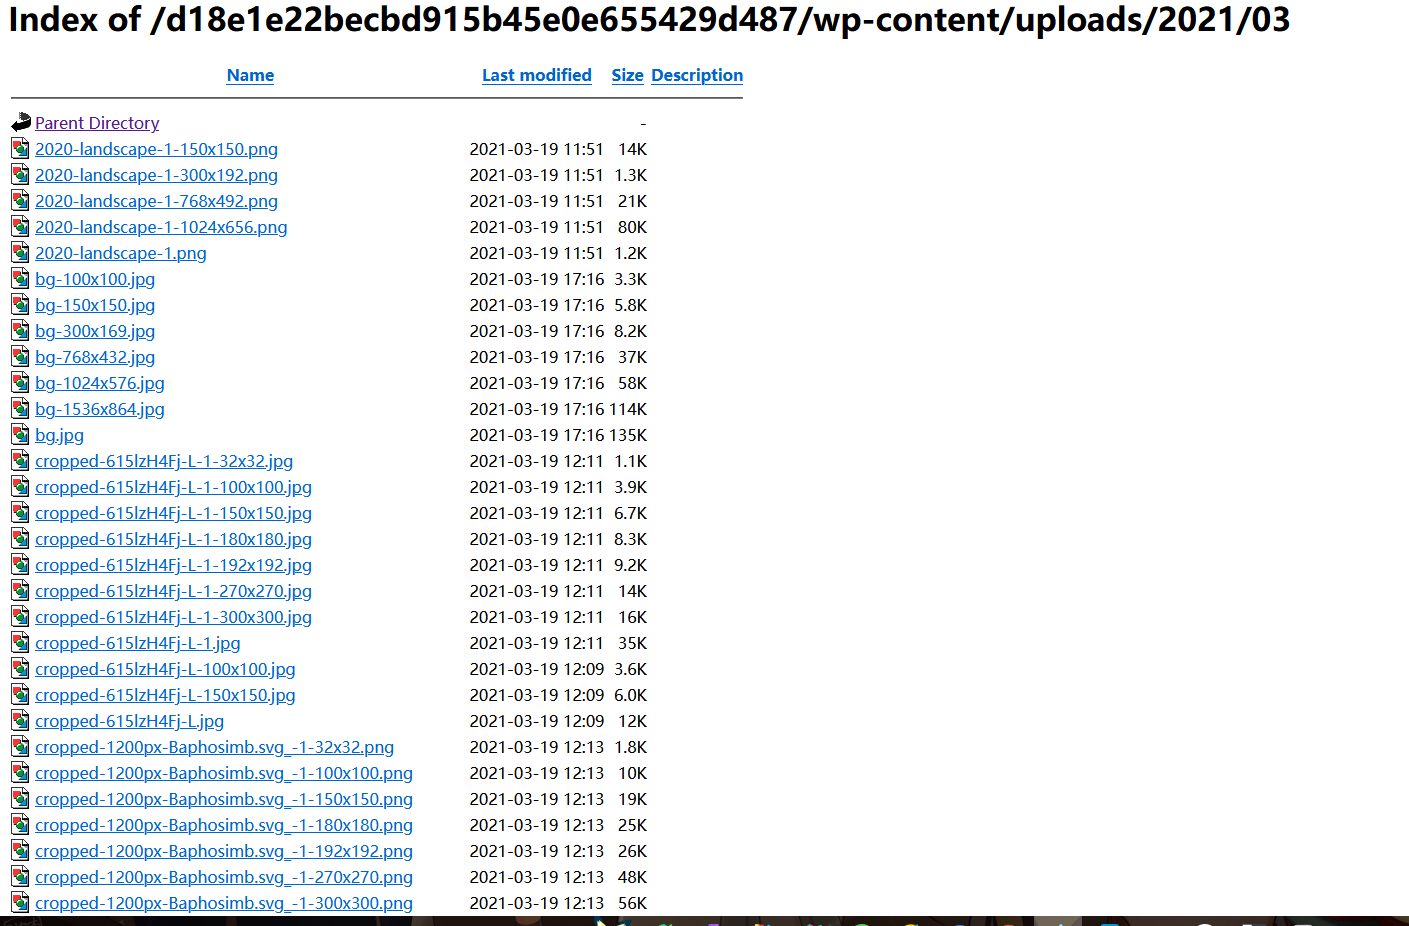 Index of /d18e1e22becbd915b45e0e655429d487/wp-content/uploads/2021/03
Name Last modified Size Description
Parent Directory -
2020-landscape-1-150x150.png 2021-03-19 11:51 14K
2020-landscape-1-300x192.png 2021-03-19 11:51 1.3K
2020-landscape-1-768x492.png 2021-03-19 11:51 21K
2020-landscape-1-1024x656.png 2021-03-19 11:51 80K
2020-landscape-1.png 2021-03-19 11:51 1.2K
bg-100x100.jpg 2021-03-19 17:16 3.3K
bg-150x150.jpg 2021-03-19 17:16 5.8K
bg-300x169.jpg 2021-03-19 17:16 8.2K
bg-768x432.jpg 2021-03-19 17:16 37K
bg-1024x576.jpg 2021-03-19 17:16 58K
bg-1536x864.jpg 2021-03-19 17:16 114K
bg.jpg 2021-03-19 17:16 135K
cropped-615lzH4Fj-L-1-32x32.jpg 2021-03-19 12:11 1.1K
cropped-615lzH4Fj-L-1-100x100.jpg 2021-03-19 12:11 3.9K
cropped-615lzH4Fj-L-1-150x150.jpg 2021-03-19 12:11 6.7K
cropped-615lzH4Fj-L-1-180x180.jpg 2021-03-19 12:11 8.3K
cropped-615lzH4Fj-L-1-192x192.jpg 2021-03-19 12:11 9.2K
cropped-615lzH4Fj-L-1-270x270.jpg 2021-03-19 12:11 14K
cropped-615lzH4Fj-L-1-300x300.jpg 2021-03-19 12:11 16K
cropped-615lzH4Fj-L-1.jpg 2021-03-19 12:11 35K
cropped-615lzH4Fj-L-100x100.jpg 2021-03-19 12:09 3.6K
cropped-615lzH4Fj-L-150x150.jpg 2021-03-19 12:09 6.0K
cropped-615lzH4Fj-L.jpg 2021-03-19 12:09 12K
cropped-1200px-Baphosimb.svg_-1-32x32.png 2021-03-19 12:13 1.8K
cropped-1200px-Baphosimb.svg_-1-100x100.png 2021-03-19 12:13 10K
cropped-1200px-Baphosimb.svg_-1-150x150.png 2021-03-19 12:13 19K
cropped-1200px-Baphosimb.svg_-1-180x180.png 2021-03-19 12:13 25K
cropped-1200px-Baphosimb.svg_-1-192x192.png 2021-03-19 12:13 26K
cropped-1200px-Baphosimb.svg_-1-270x270.png 2021-03-19 12:13 48K
cropped-1200px-Baphosimb.svg_-1-300x300.png 2021-03-19 12:13 56K